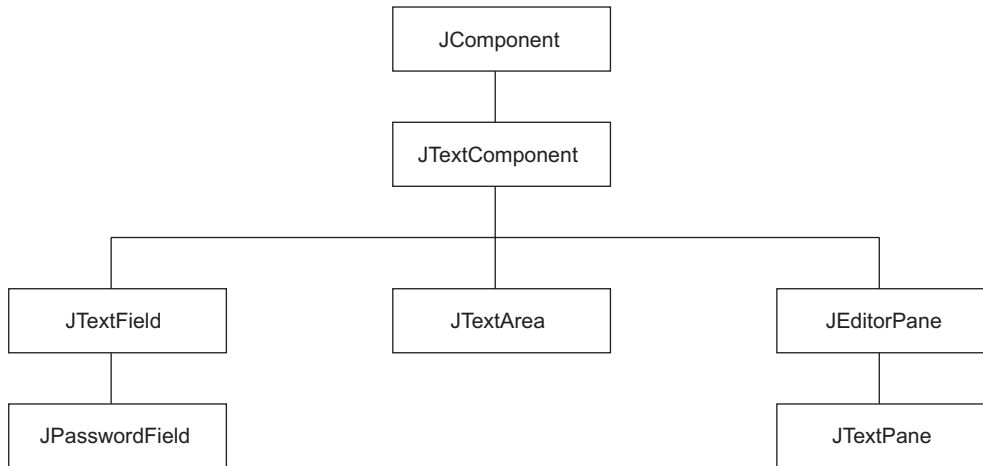 JComponent
JTextComponent
JTextField
JTextArea
JEditorPane
JPasswordField
JTextPane